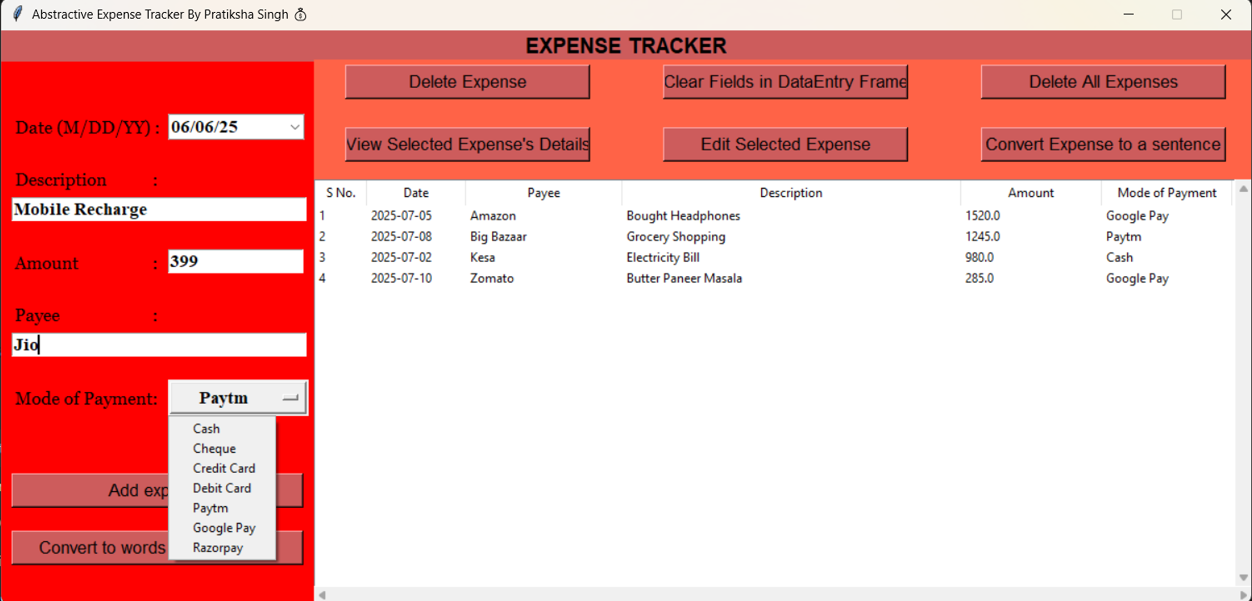 Abstractive Expense Tracker By Pratiksha Singh 💰
EXPENSE TRACKER
Delete Expense Clear Fields in DataEntry Frame Delete All Expenses
View Selected Expense's Details Edit Selected Expense Convert Expense to a sentence
Date (M/DD/YY) : 06/06/25
Description :
Mobile Recharge
Amount : 399
Payee :
Jio
Mode of Payment: Paytm
Cash
Cheque
Credit Card
Debit Card
Paytm
Google Pay
Razorpay
Add exp
Convert to words
S No. Date Payee Description Amount Mode of Payment
1 2025-07-05 Amazon Bought Headphones 1520.0 Google Pay
2 2025-07-08 Big Bazaar Grocery Shopping 1245.0 Paytm
3 2025-07-02 Kesa Electricity Bill 980.0 Cash
4 2025-07-10 Zomato Butter Paneer Masala 285.0 Google Pay